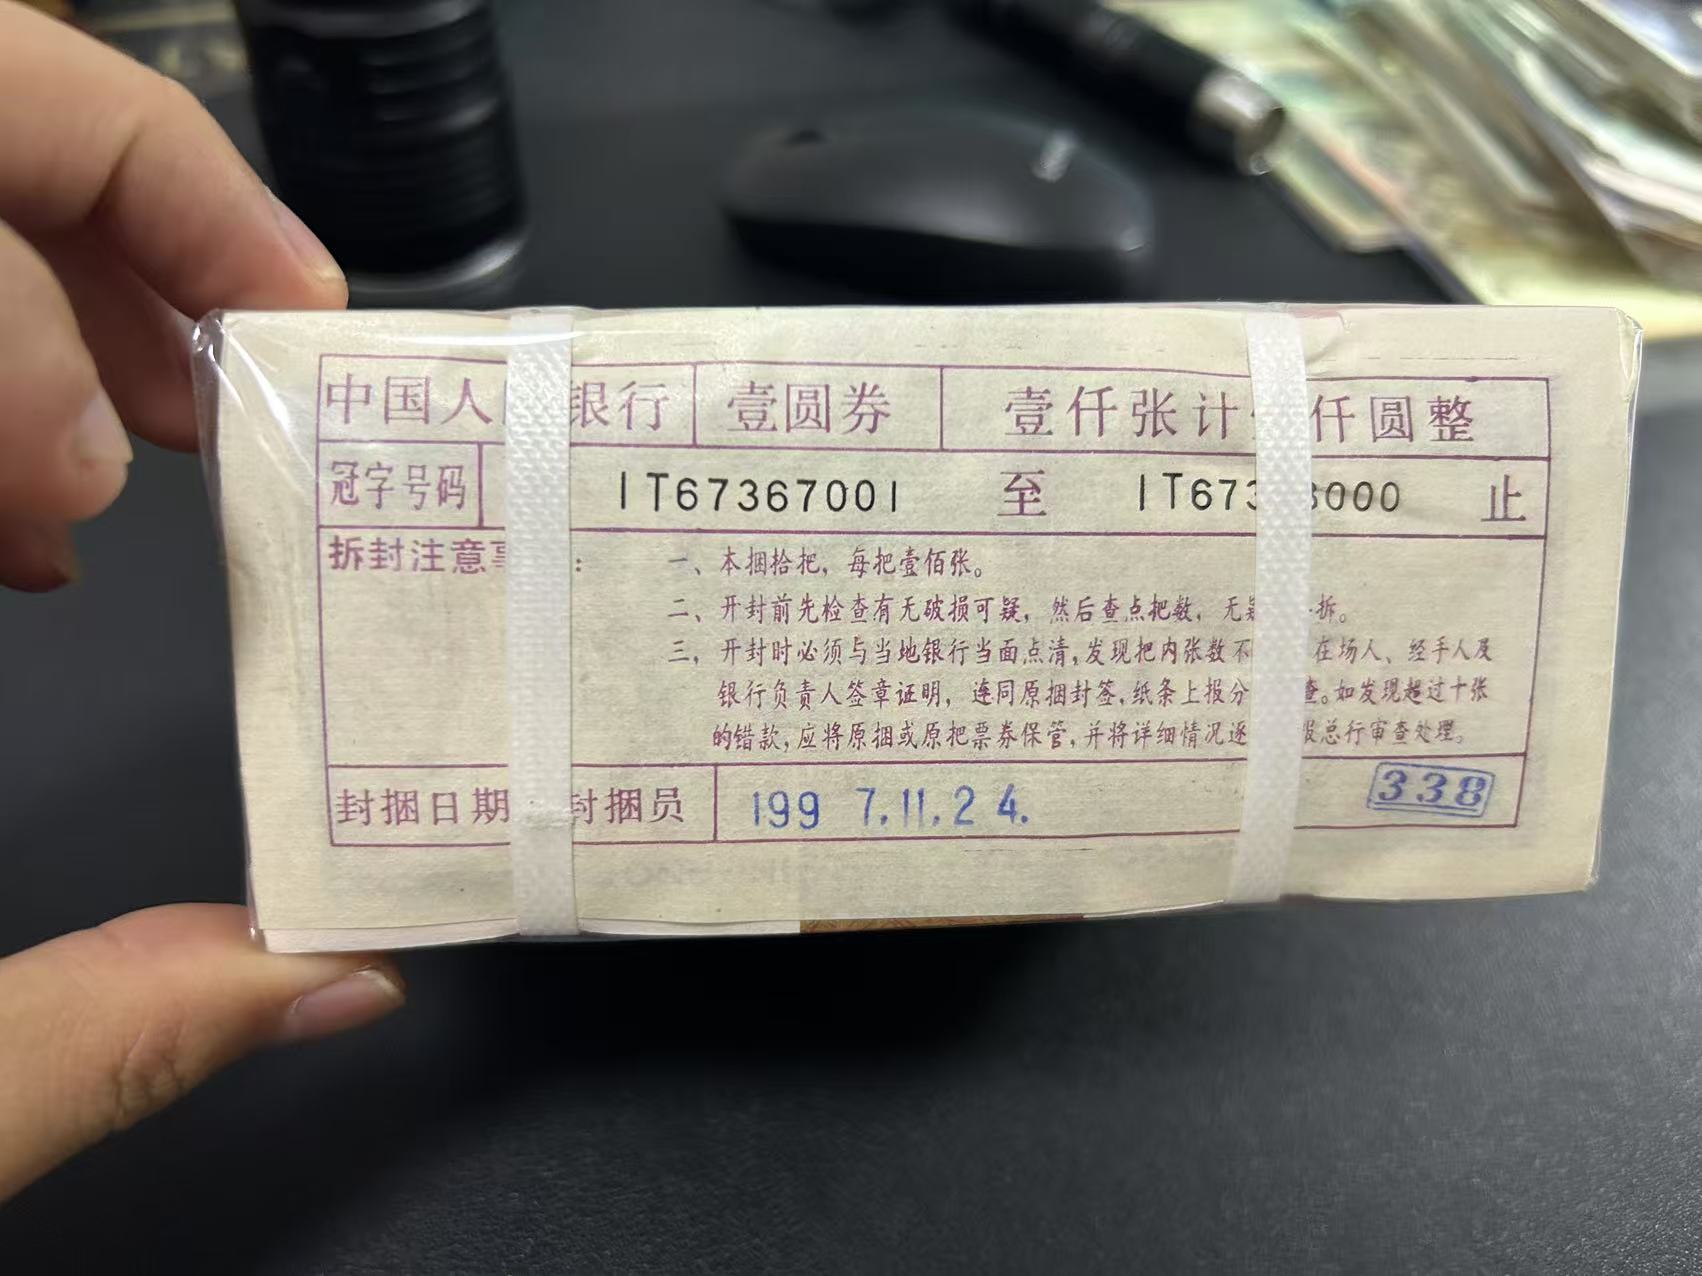 中国人 银行 壹圆券 壹仟张计 仟圆整
冠字号码 IT67367001 至 IT673 8000 止
拆封注意事 : 一、本捆拾把，每把壹佰张。
二、开封前先检查有无破损可疑，然后查点把数，无疑 拆。
三，开封时必须与当地银行当面点清，发现把内张数不 在场人、经手人及
银行负责人签章证明，连同原捆封签，纸条上报分 查。如发现超过十张
的错款，应将原捆或原把票券保管，并将详细情况逐 报总行审查处理。
封捆日期 封捆员 199 7.11.24. 338